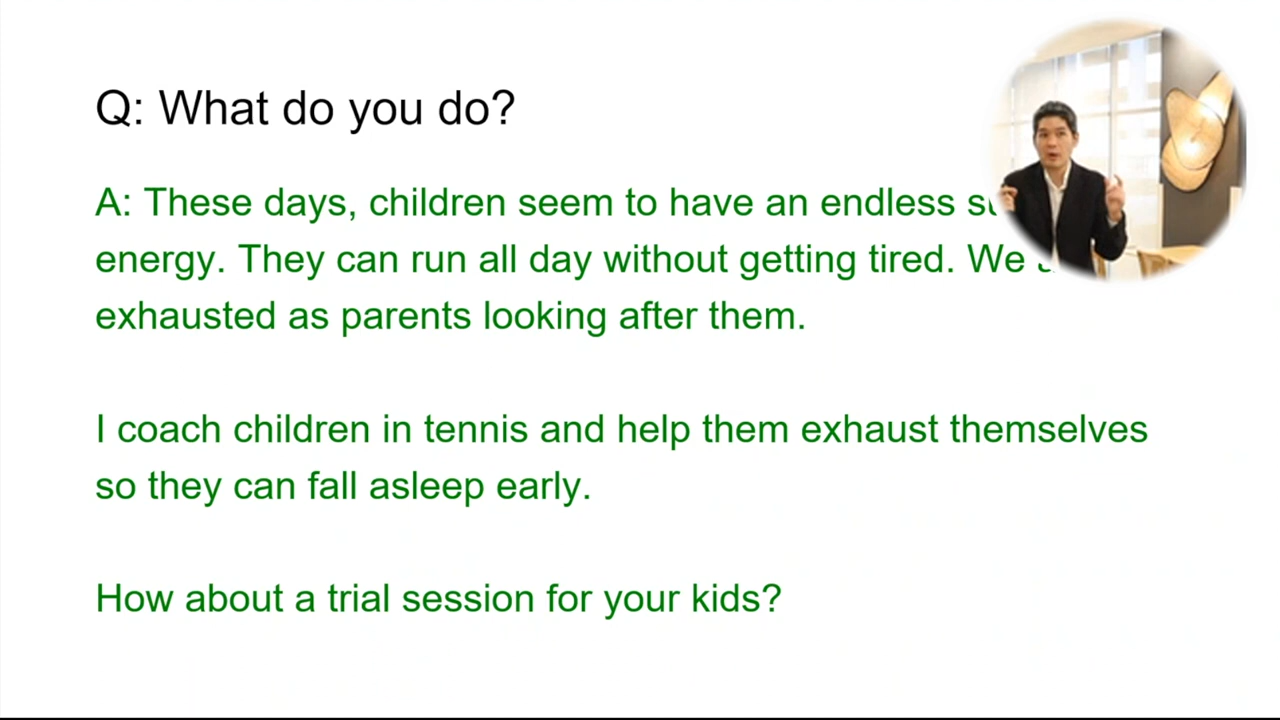 Q: What do you do?
A: These days, children seem to have an endless
energy. They can run all day without getting tired. We
exhausted as parents looking after them.
I coach children in tennis and help them exhaust themselves
so they can fall asleep early.
How about a trial session for your kids?